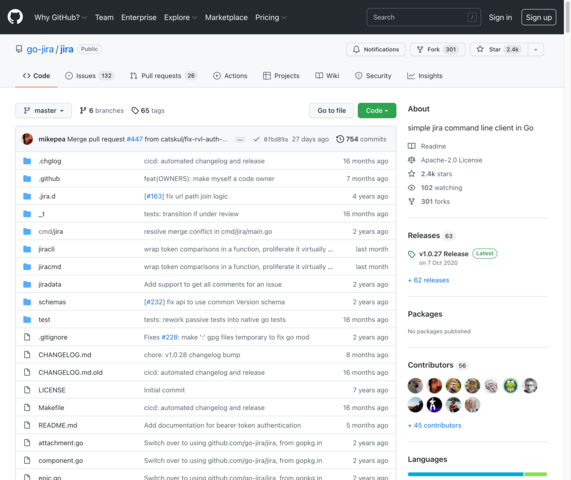 Why GitHub? Team Enterprise Explore Marketplace Pricing Search / Sign in Sign up
go-jira / jira Public Notifications Fork 301 Star 2.4k
Code Issues 132 Pull requests 26 Actions Projects Wiki Security Insights
master 6 branches 65 tags Go to file Code
mikepea Merge pull request #447 from catskul/fix-rvl-auth-... ... 07bd89a 27 days ago 754 commits
.chglog cicd: automated changelog and release 16 months ago
.github feat(OWNERS): make myself a code owner 7 months ago
.jira.d [#163] fix url path join logic 4 years ago
_t tests: transition if under review 16 months ago
cmd/jira resolve merge conflict in cmd/jira/main.go 2 years ago
jiracli wrap token comparisons in a function, proliferate it virtually ... last month
jiracmd wrap token comparisons in a function, proliferate it virtually ... last month
jiradata Add support to get all comments for an issue 2 years ago
schemas [#232] fix api to use common Version schema 2 years ago
test tests: rework passive tests into native go tests 16 months ago
.gitignore Fixes #228: make ':' gpg files temporary to fix go mod 2 years ago
CHANGELOG.md chore: v1.0.28 changelog bump 8 months ago
CHANGELOG.md.old cicd: automated changelog and release 16 months ago
LICENSE Initial commit 7 years ago
Makefile cicd: automated changelog and release 16 months ago
README.md Add documentation for bearer token authentication 5 months ago
attachment.go Switch over to using github.com/go-jira/jira, from gopkg.in 2 years ago
component.go Switch over to using github.com/go-jira/jira, from gopkg.in 2 years ago
epic.go Switch over to using github.com/go-jira/jira, from gopkg.in 2 years ago
About
simple jira command line client in Go
Readme
Apache-2.0 License
2.4k stars
102 watching
301 forks
Releases 63
v1.0.27 Release Latest
on 7 Oct 2020
+ 62 releases
Packages
No packages published
Contributors 56
+ 45 contributors
Languages